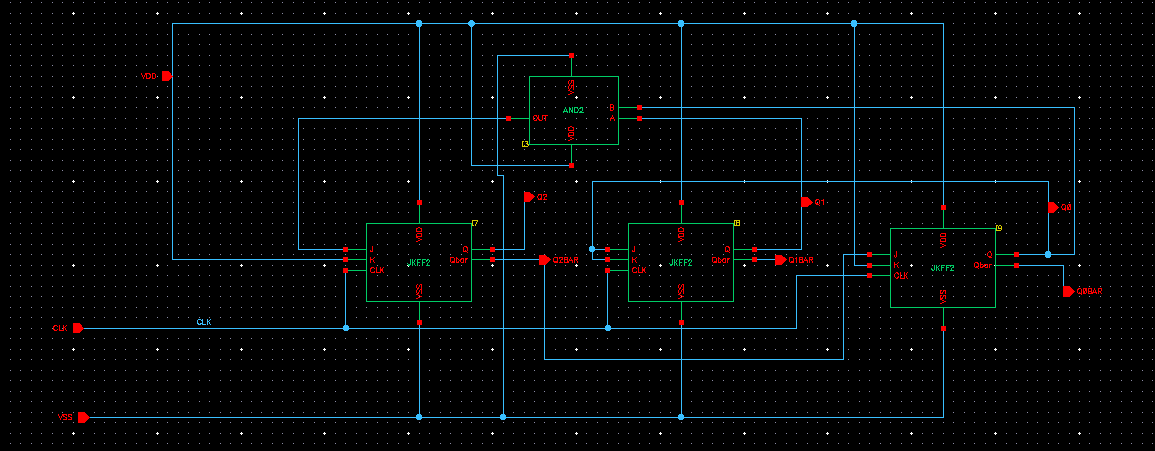 VDD
VSS
AND2
B
A
OUT
VDD
I3
Q2
Q1
Q0
I7
VDD
J
K
CLK
JKFF2
Q
Qbar
VSS
Q2BAR
I8
VDD
J
K
CLK
JKFF2
Q
Qbar
VSS
Q1BAR
I9
VDD
J
K
CLK
JKFF2
Q
Qbar
VSS
Q0BAR
CLK
CLK
VSS